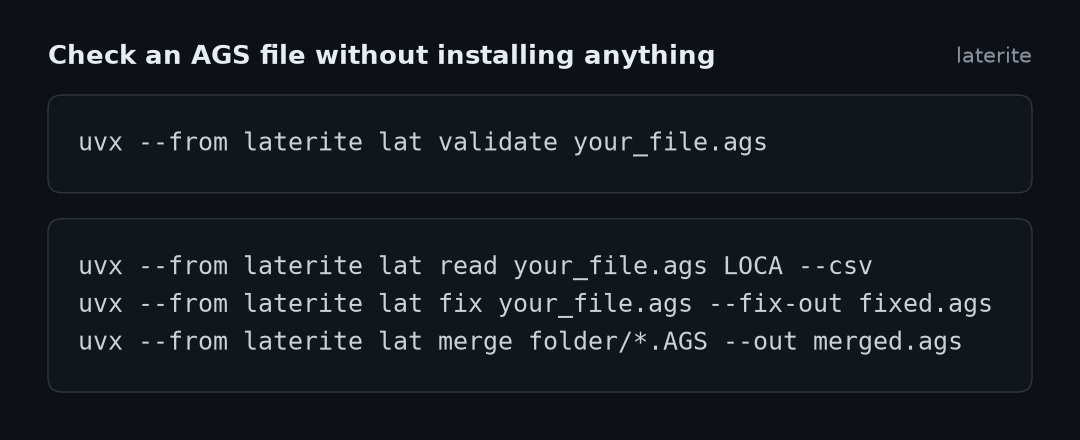 Check an AGS file without installing anything
laterite
uvx --from laterite lat validate your_file.ags
uvx --from laterite lat read your_file.ags LOCA --csv
uvx --from laterite lat fix your_file.ags --fix-out fixed.ags
uvx --from laterite lat merge folder/*.AGS --out merged.ags